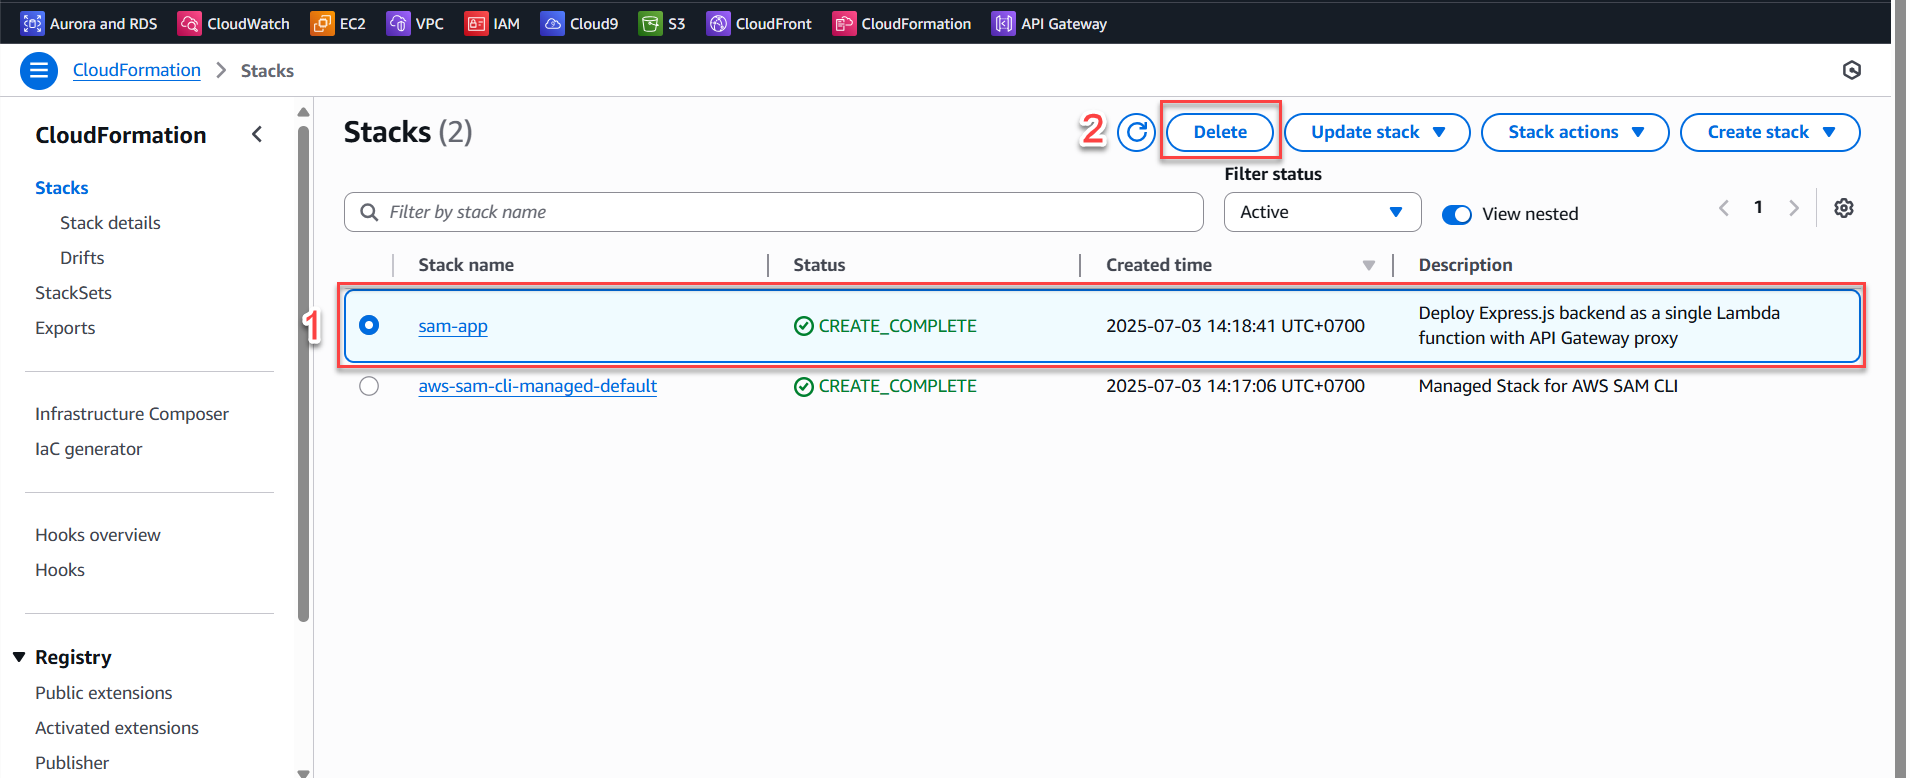 Aurora and RDS CloudWatch EC2 VPC IAM Cloud9 S3 CloudFront CloudFormation API Gateway
CloudFormation > Stacks
CloudFormation
Stacks
Stack details
Drifts
StackSets
Exports
Infrastructure Composer
IaC generator
Hooks overview
Hooks
Registry
Public extensions
Activated extensions
Publisher
Stacks (2)
2
Delete
Update stack
Stack actions
Create stack
Filter by stack name
Filter status
Active
View nested
1
Stack name Status Created time Description
1
sam-app CREATE_COMPLETE 2025-07-03 14:18:41 UTC+0700 Deploy Express.js backend as a single Lambda
function with API Gateway proxy
aws-sam-cli-managed-default CREATE_COMPLETE 2025-07-03 14:17:06 UTC+0700 Managed Stack for AWS SAM CLI